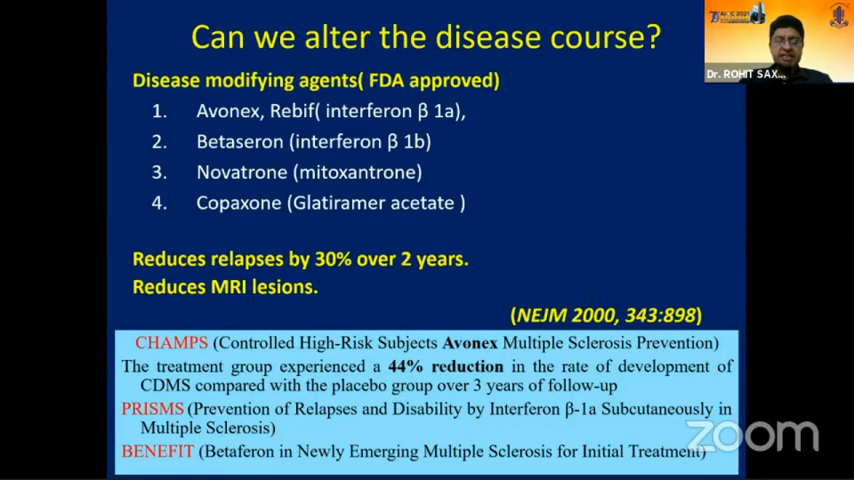 Can we alter the disease course?
Disease modifying agents( FDA approved)
1. Avonex, Rebif( interferon β 1a),
2. Betaseron (interferon β 1b)
3. Novatrone (mitoxantrone)
4. Copaxone (Glatiramer acetate )
Reduces relapses by 30% over 2 years.
Reduces MRI lesions.
(NEJM 2000, 343:898)
CHAMPS (Controlled High-Risk Subjects Avonex Multiple Sclerosis Prevention)
The treatment group experienced a 44% reduction in the rate of development of
CDMS compared with the placebo group over 3 years of follow-up
PRISMS (Prevention of Relapses and Disability by Interferon β-1a Subcutaneously in
Multiple Sclerosis)
BENEFIT (Betaferon in Newly Emerging Multiple Sclerosis for Initial Treatment)
Dr. ROHIT SAX
zoom